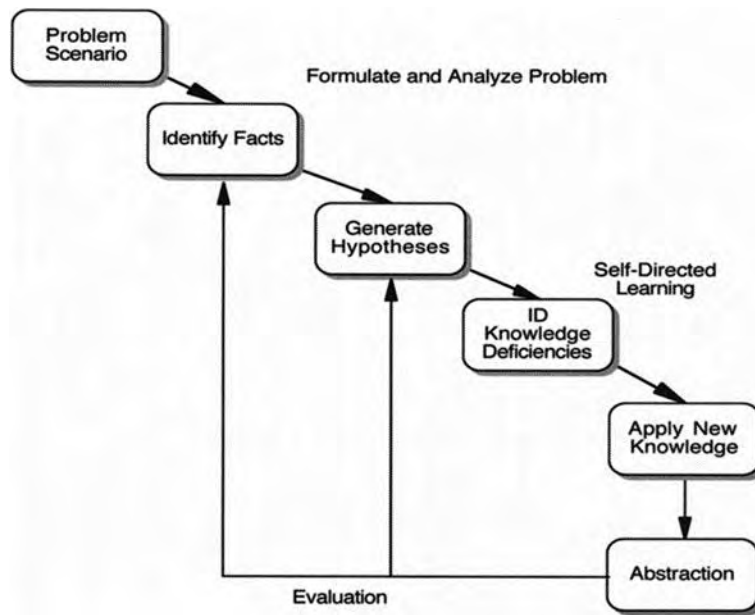 Problem
Scenario
Formulate and Analyze Problem
Identify Facts
Generate
Hypotheses
Self-Directed
Learning
ID
Knowledge
Deficiencies
Apply New
Knowledge
Abstraction
Evaluation